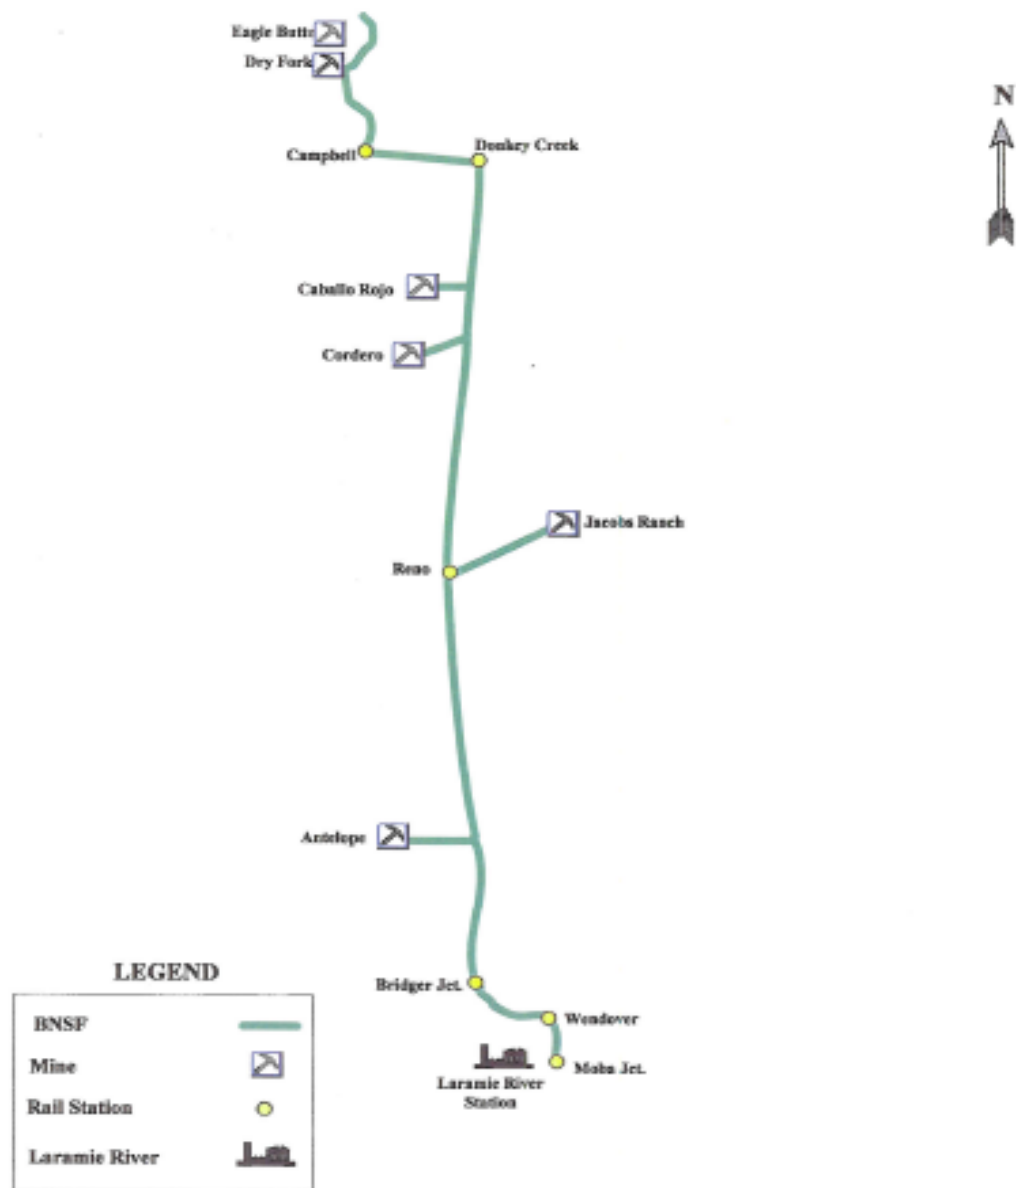 Eagle Butte
Dry Fork
N
Donkey Creek
Campbell
Caballo Rojo
Cordero
Jacobs Ranch
Reno
Antelope
LEGEND
Bridger Jct.
BNSF
Wendover
Mine
Moba Jct.
Laramie River
Station
Rail Station
Laramie River